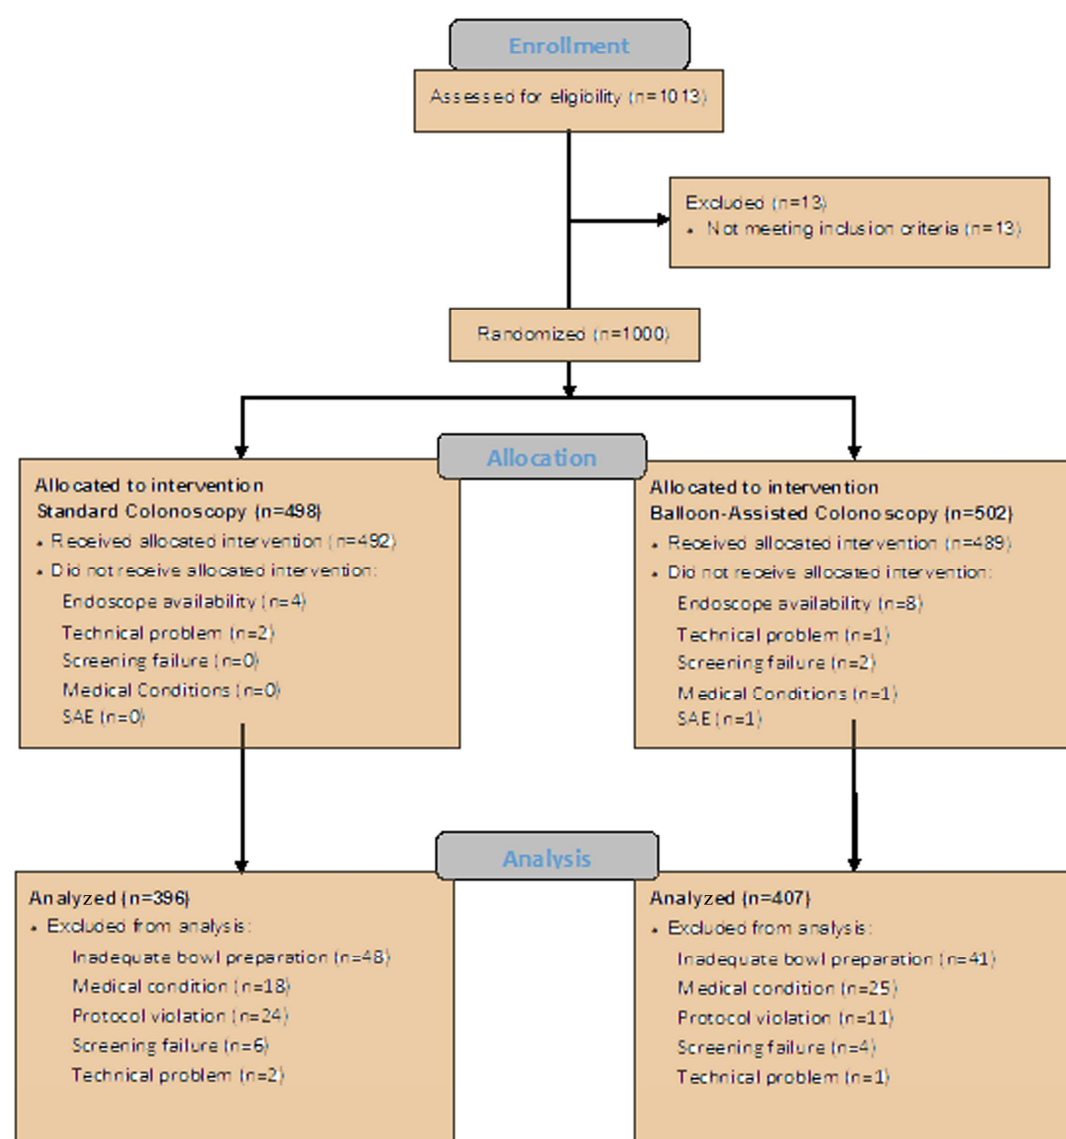 Enrollment
Assessed for eligibility (n=1013)
Excluded (n=13)
• Not meeting inclusion criteria (n=13)
Randomized (n=1000)
Allocation
Allocated to intervention
Standard Colonoscopy (n=498)
• Received allocated intervention (n=492)
• Did not receive allocated intervention:
Endoscope availability (n=4)
Technical problem (n=2)
Screening failure (n=0)
Medical Conditions (n=0)
SAE (n=0)
Allocated to intervention
Balloon-Assisted Colonoscopy (n=502)
• Received allocated intervention (n=489)
• Did not receive allocated intervention:
Endoscope availability (n=8)
Technical problem (n=1)
Screening failure (n=2)
Medical Conditions (n=1)
SAE (n=1)
Analysis
Analyzed (n=396)
• Excluded from analysis:
Inadequate bowl preparation (n=48)
Medical condition (n=18)
Protocol violation (n=24)
Screening failure (n=6)
Technical problem (n=2)
Analyzed (n=407)
• Excluded from analysis:
Inadequate bowl preparation (n=41)
Medical condition (n=25)
Protocol violation (n=11)
Screening failure (n=4)
Technical problem (n=1)